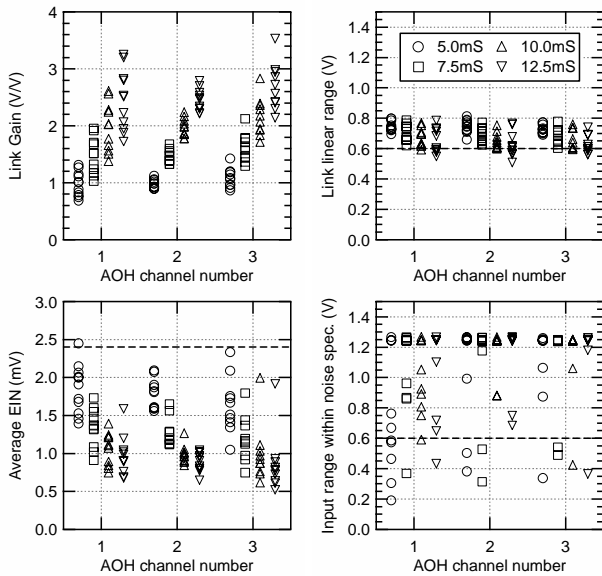 4
3
2
1
0
Link Gain (V/V)
1 2 3
AOH channel number
1.4
1.2
1.0
0.8
0.6
0.4
0.2
0.0
Link linear range (V)
5.0mS 10.0mS
7.5mS 12.5mS
1 2 3
AOH channel number
3.0
2.5
2.0
1.5
1.0
0.5
0.0
Average EIN (mV)
1 2 3
AOH channel number
1.4
1.2
1.0
0.8
0.6
0.4
0.2
0.0
Input range within noise spec. (V)
1 2 3
AOH channel number